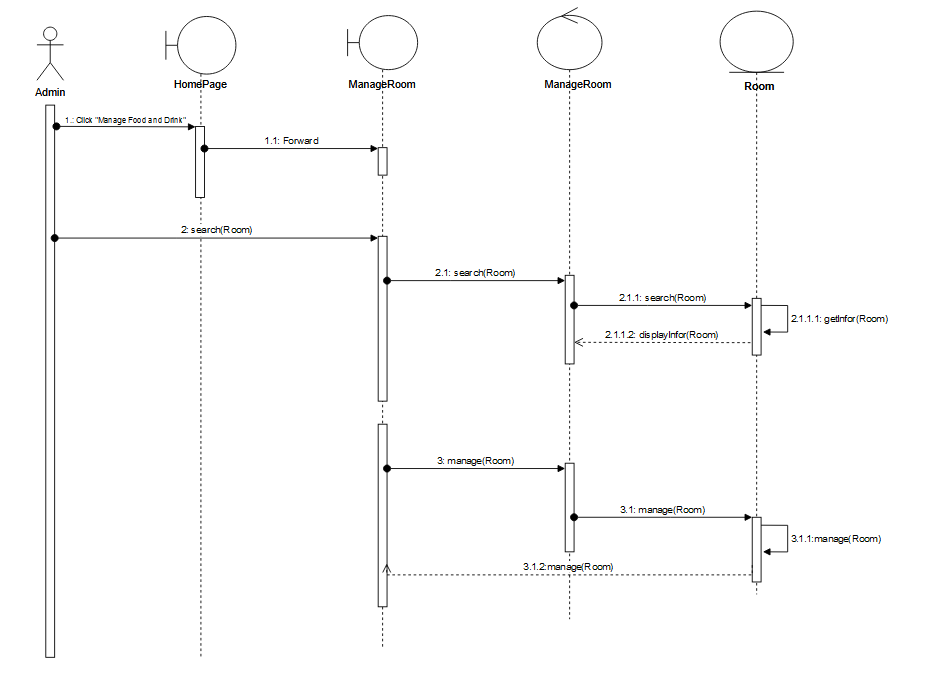 Admin
HomePage
ManageRoom
ManageRoom
Room
1.: Click "Manage Food and Drink"
1.1: Forward
2: search(Room)
2.1: search(Room)
2.1.1: search(Room)
2.1.1.1: getInfor(Room)
2.1.1.2: displayInfor(Room)
3: manage(Room)
3.1: manage(Room)
3.1.1:manage(Room)
3.1.2:manage(Room)